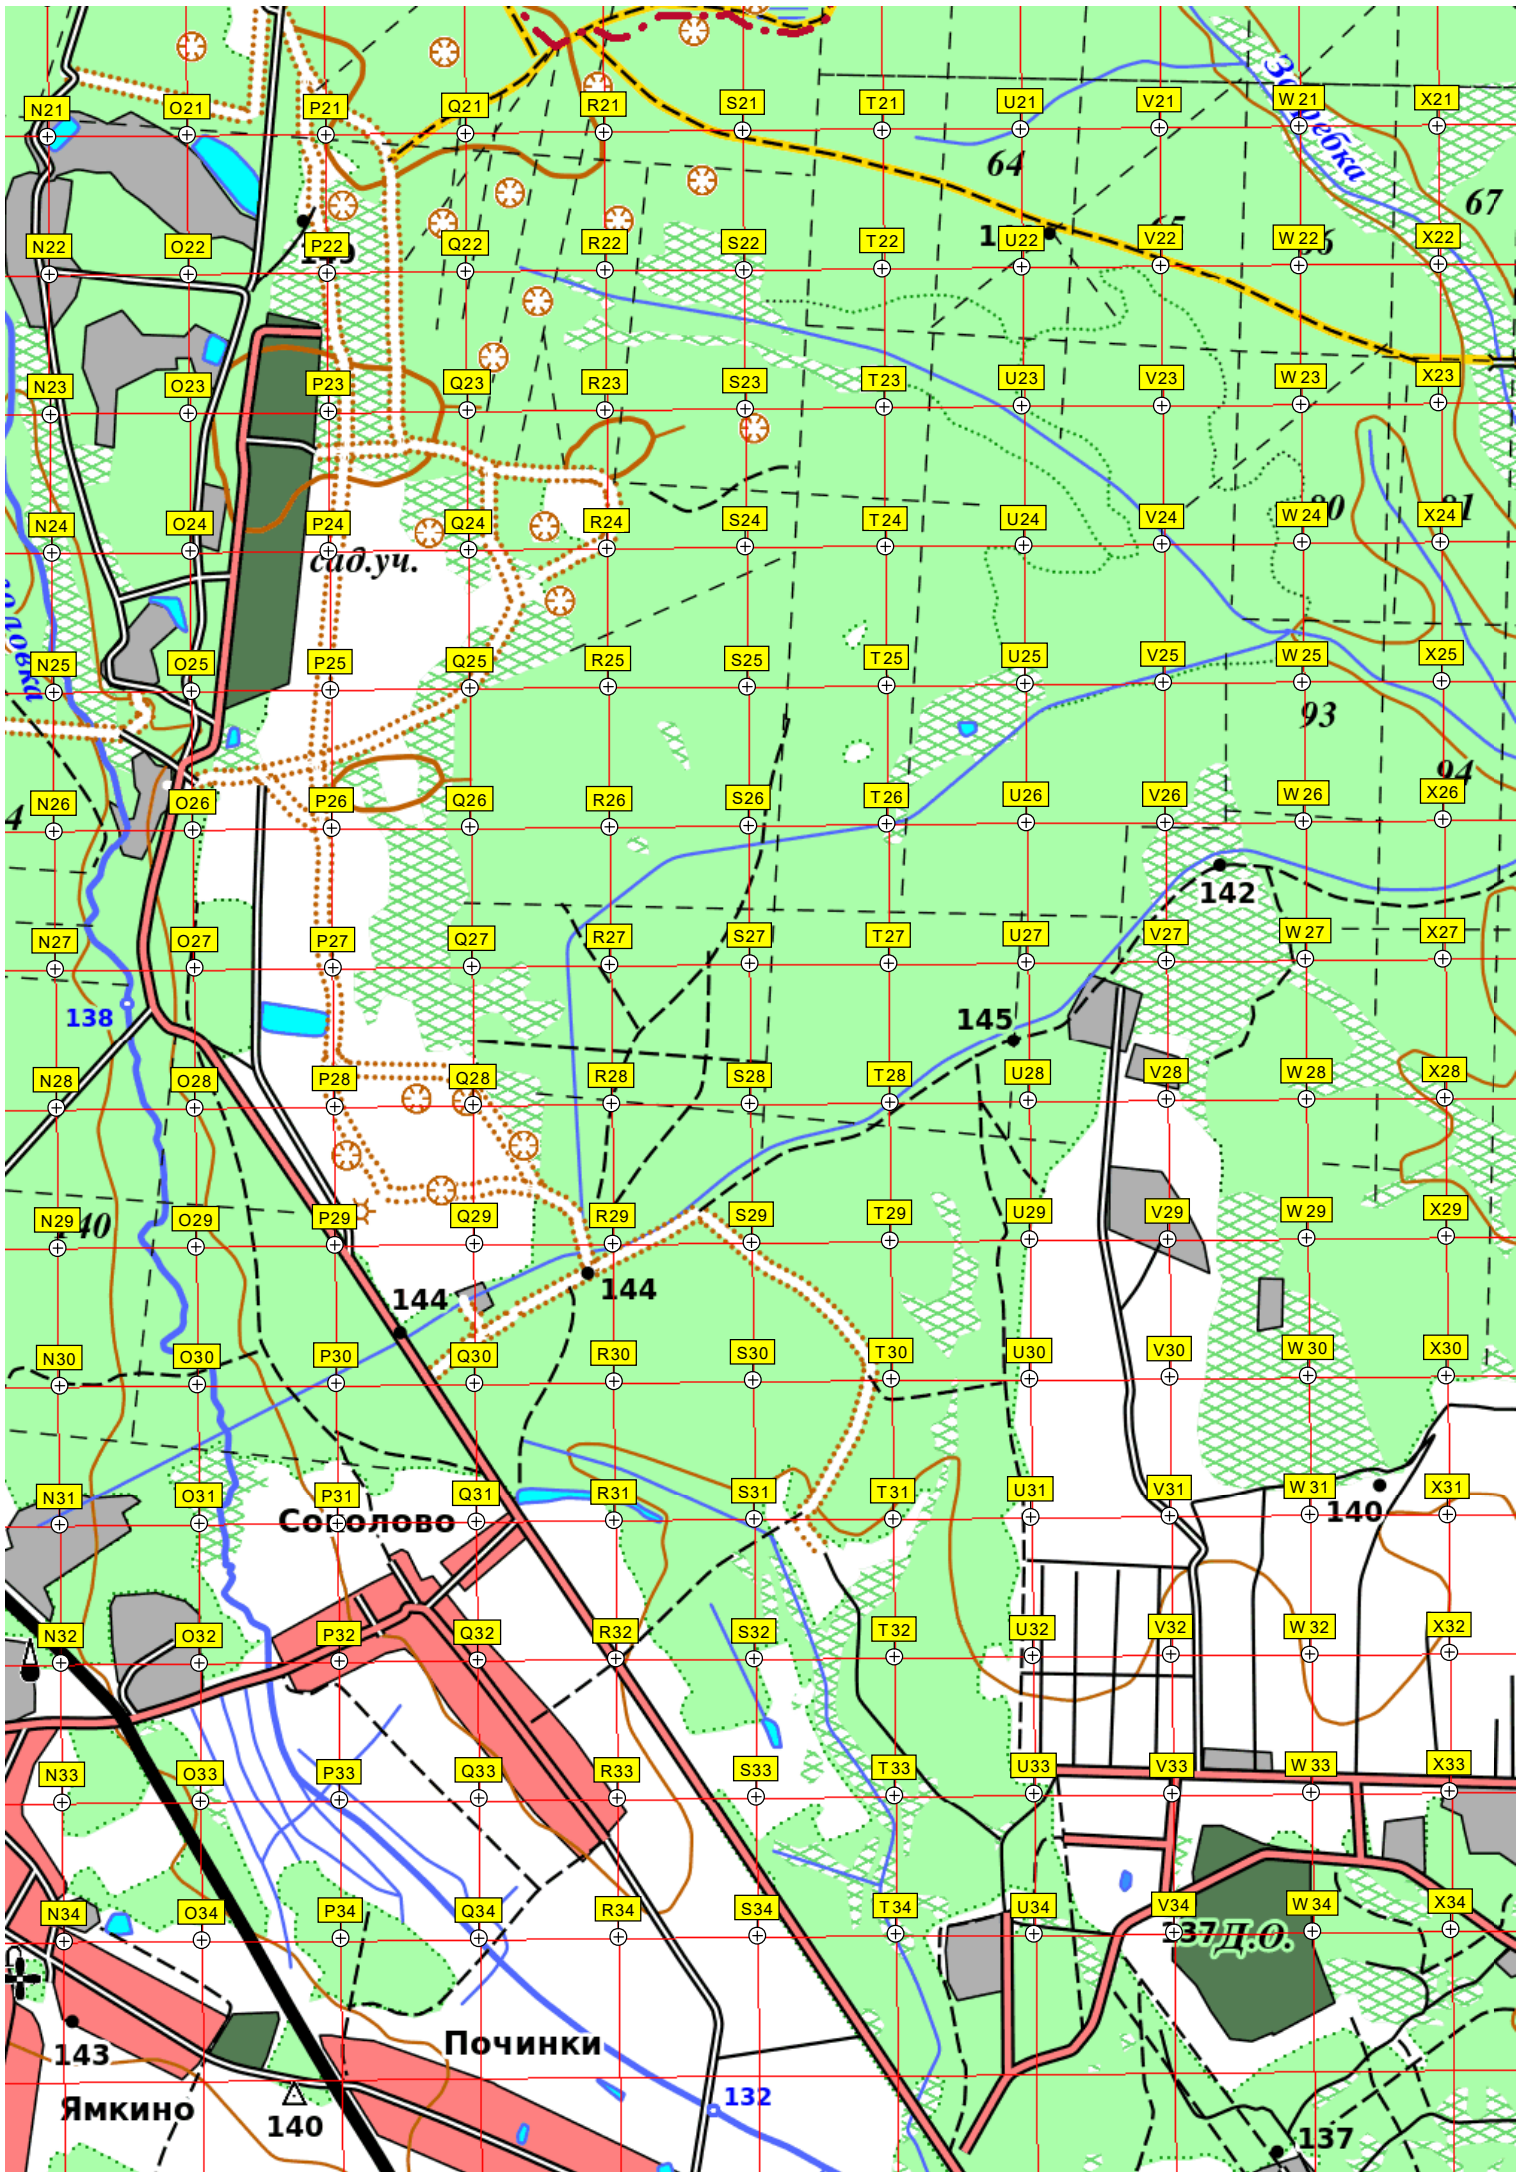 N21 O21 P21 Q21 R21 S21 T21 U21 V21 W21 X21
64
67
N22 O22 P22 Q22 R22 S22 T22 U22 V22 W22 X22
N23 O23 P23 Q23 R23 S23 T23 U23 V23 W23 X23
N24 O24 P24 Q24 R24 S24 T24 U24 V24 W24 X24
сад.уч.
N25 O25 P25 Q25 R25 S25 T25 U25 V25 W25 X25
93
94
N26 O26 P26 Q26 R26 S26 T26 U26 V26 W26 X26
142
N27 O27 P27 Q27 R27 S27 T27 U27 V27 W27 X27
138
145
N28 O28 P28 Q28 R28 S28 T28 U28 V28 W28 X28
N29 O29 P29 Q29 R29 S29 T29 U29 V29 W29 X29
144
144
N30 O30 P30 Q30 R30 S30 T30 U30 V30 W30 X30
N31 O31 P31 Q31 R31 S31 T31 U31 V31 W31 X31
Соколово
140
N32 O32 P32 Q32 R32 S32 T32 U32 V32 W32 X32
N33 O33 P33 Q33 R33 S33 T33 U33 V33 W33 X33
N34 O34 P34 Q34 R34 S34 T34 U34 V34 W34 X34
137 Д.О.
Починки
143
132
Ямкино
140
137